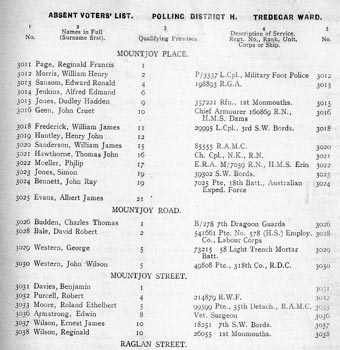 ABSENT VOTERS' LIST. POLLING DISTRICT H. TREDEGAR WARD.
1 2 3 4 5
No. Names in Full (Surname first). Qualifying Premises Description of Service, Regt. No., Rank, Unit, Corps or Ship. No.
MOUNTJOY PLACE.
3011 Page, Reginald Francis 1
3012 Morris, William Henry 2 P/3337 L.Cpl., Military Foot Police 3012
3013 Sansom, Edward Ronald 4 198893 R.G.A. 3013
3014 Jenkins, Alfred Edmund 6
3015 Jones, Dudley Hadden 9 357221 Rfn., 1st Monmouths. 3015
3016 Geen, John Cruet 10 Chief Armourer 16086 R.N., 3016
H.M.S. Dama
3018 Frederick, William James 11 29995 L.Cpl., 3rd S.W. Bords. 3018
3019 Huntley, Henry John 12
3020 Sanderson, William James 15 85555 R.A.M.C. 3020
3021 Hawthorne, Thomas John 16 Ch. Cpl., N.K., R.N. 3021
3022 Moeller, Philip 17 E.R.A. M/7039 R.N., H.M.S. Erin 3022
3023 Jones, Simon 19 39302 S.W. Bords. 3023
3024 Bennett, John Ray 19 7025 Pte., 18th Batt., Australian 3024
Exped. Force
3025 Evans, Albert James 21
MOUNTJOY ROAD.
3026 Budden, Charles Thomas 1 B/278 7th Dragoon Guards 3026
3028 Bale, David Robert 2 541661 Pte. No. 578 (H.S.) Employ. 3028
Co., Labour Corps
3029 Western, George 5 73215 58 Light Trench Mortar 3029
Batt.
3030 Western, John Wilson 5 49808 Pte., 318th Co., R.D.C. 3030
MOUNTJOY STREET.
3031 Davies, Benjamin 1 3031
3032 Purcell, Robert 4 214879 R.W.F. 3032
3033 Moore, Roland Ethelbert 5 99599 Pte., 35th Detach., R.A.M.C. 3033
3036 Armstrong, Edwin 8 Vet. Surgeon 3036
3037 Wilson, Ernest James 10 18251 7th S.W. Bords. 3037
3038 Wilson, Reginald 10 26055 1st Monmouths. 3038
RAGLAN STREET.